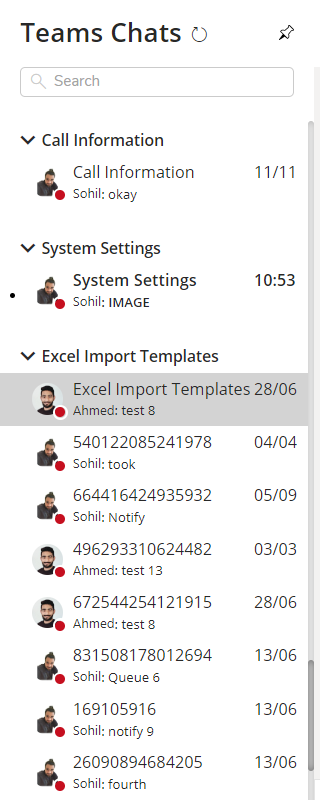 Teams Chats
Search
Call Information
Call Information 11/11
Sohil: okay
System Settings
System Settings 10:53
Sohil: IMAGE
Excel Import Templates
Excel Import Templates 28/06
Ahmed: test 8
540122085241978 04/04
Sohil: took
664416424935932 05/09
Sohil: Notify
496293310624482 03/03
Ahmed: test 13
672544254121915 28/06
Ahmed: test 8
831508178012694 13/06
Sohil: Queue 6
169105916 13/06
Sohil: notify 9
26090894684205 13/06
Sohil: fourth